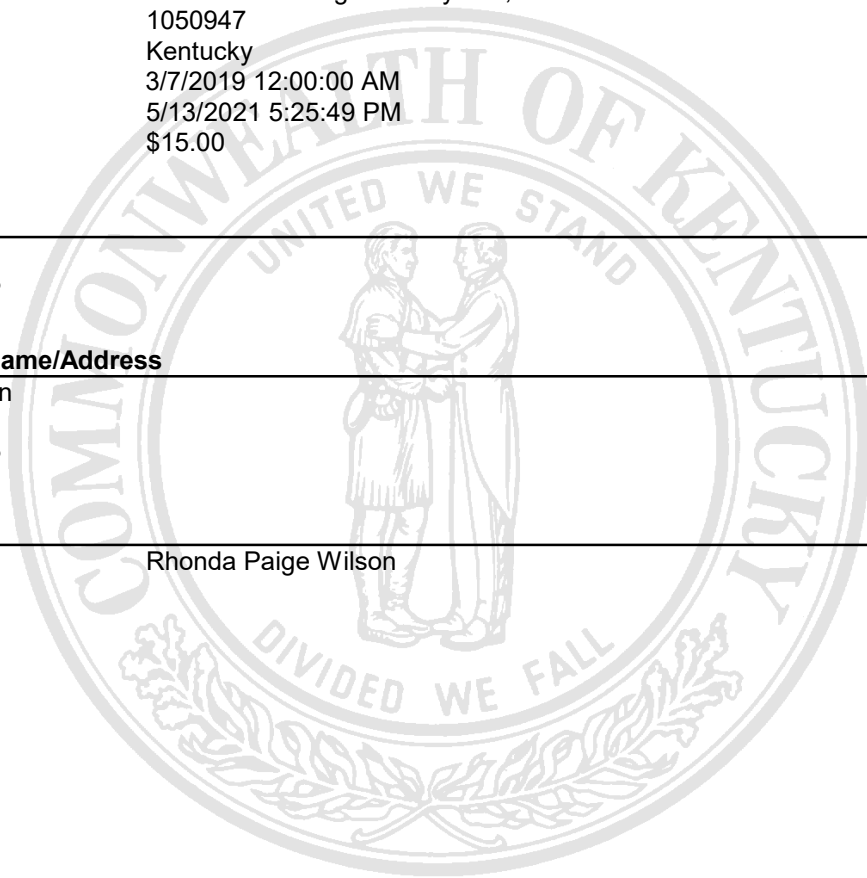 1050947
Kentucky
3/7/2019 12:00:00 AM
5/13/2021 5:25:49 PM
$15.00
COMMONWEALTH OF KENTUCKY
UNITED WE STAND
ame/Address
n
Rhonda Paige Wilson
DIVIDED WE FALL